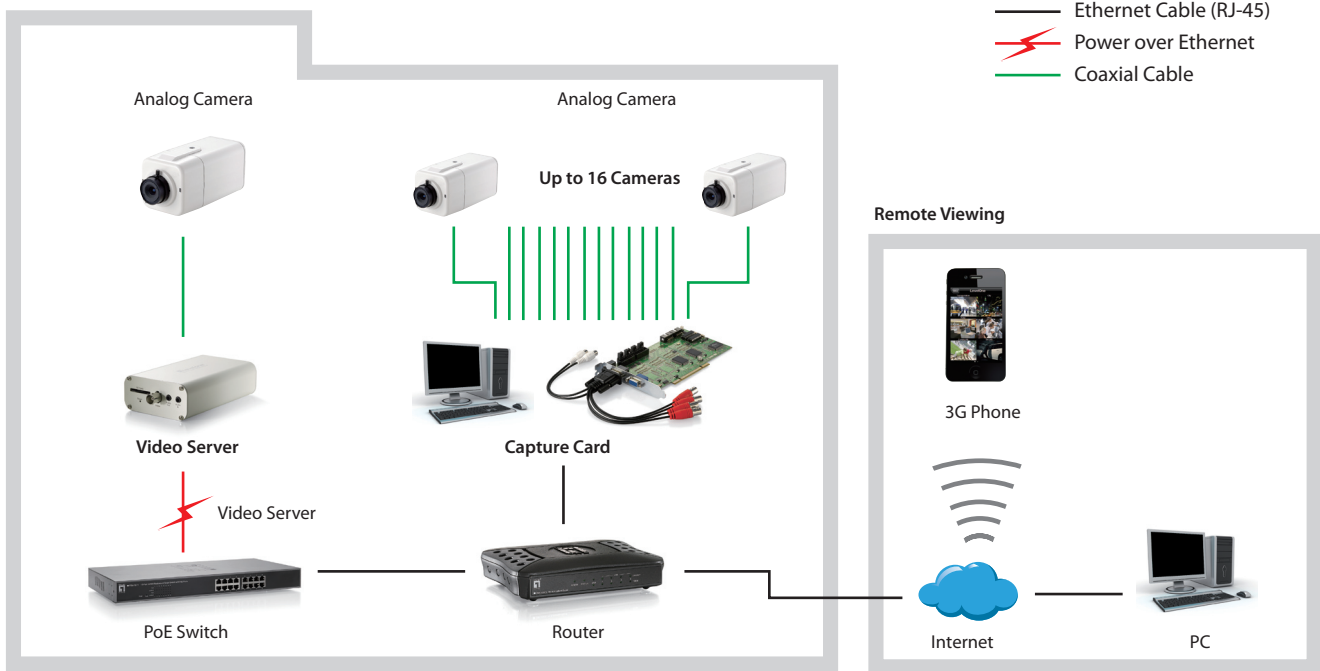 Ethernet Cable (RJ-45)
Power over Ethernet
Coaxial Cable
Analog Camera
Analog Camera
Up to 16 Cameras
Remote Viewing
3G Phone
Video Server
Capture Card
Video Server
PoE Switch
Router
Internet
PC